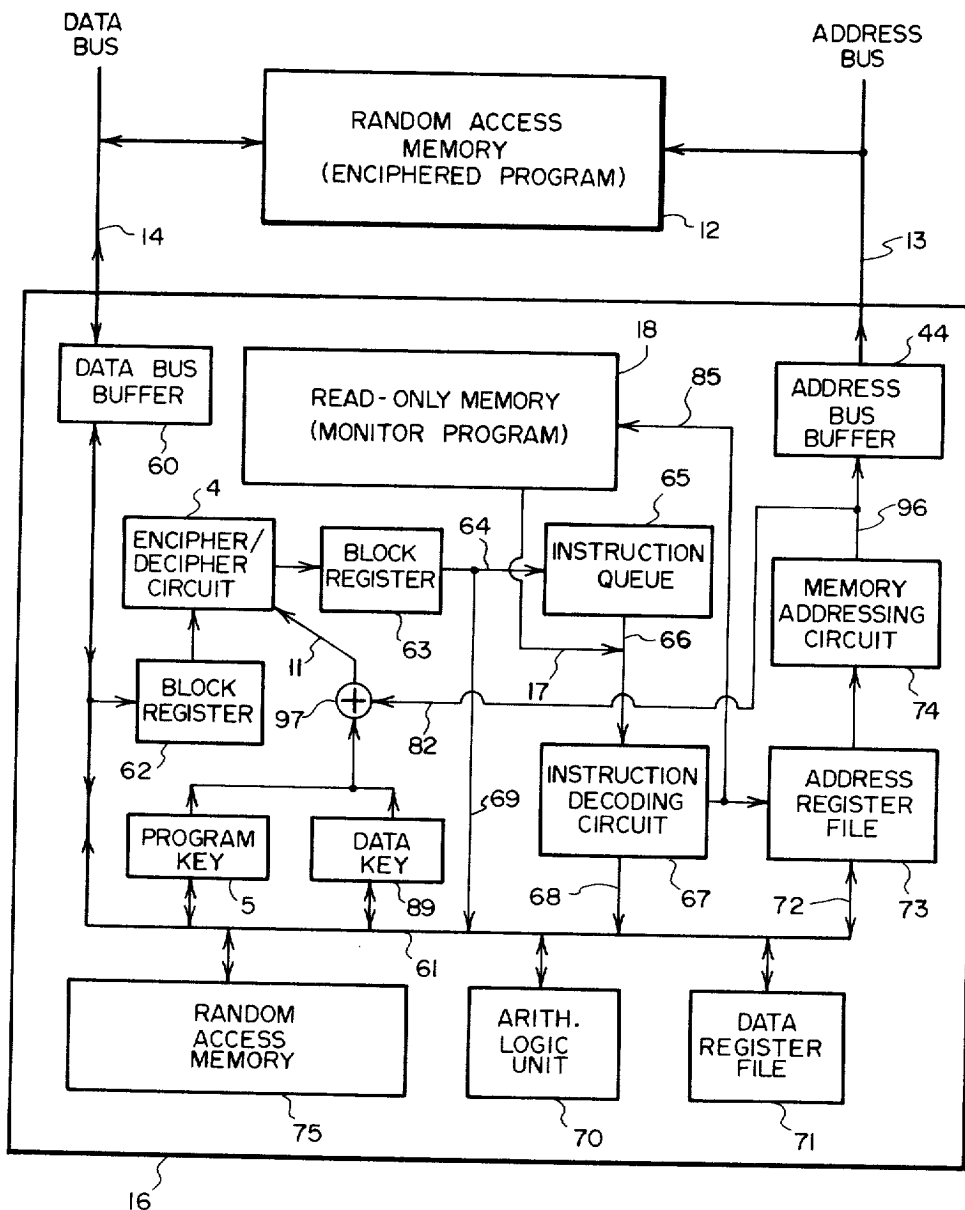 DATA
BUS
ADDRESS
BUS
RANDOM ACCESS
MEMORY
(ENCIPHERED PROGRAM)
14
12
13
DATA BUS
BUFFER
60
READ-ONLY MEMORY
(MONITOR PROGRAM)
18
85
44
ADDRESS
BUS
BUFFER
4
ENCIPHER/
DECIPHER
CIRCUIT
BLOCK
REGISTER
63
64
65
INSTRUCTION
QUEUE
66
96
MEMORY
ADDRESSING
CIRCUIT
74
11
17
BLOCK
REGISTER
62
97
+
82
69
INSTRUCTION
DECODING
CIRCUIT
67
68
ADDRESS
REGISTER
FILE
73
72
PROGRAM
KEY
5
DATA
KEY
89
61
RANDOM
ACCESS
MEMORY
75
ARITH.
LOGIC
UNIT
70
DATA
REGISTER
FILE
71
16